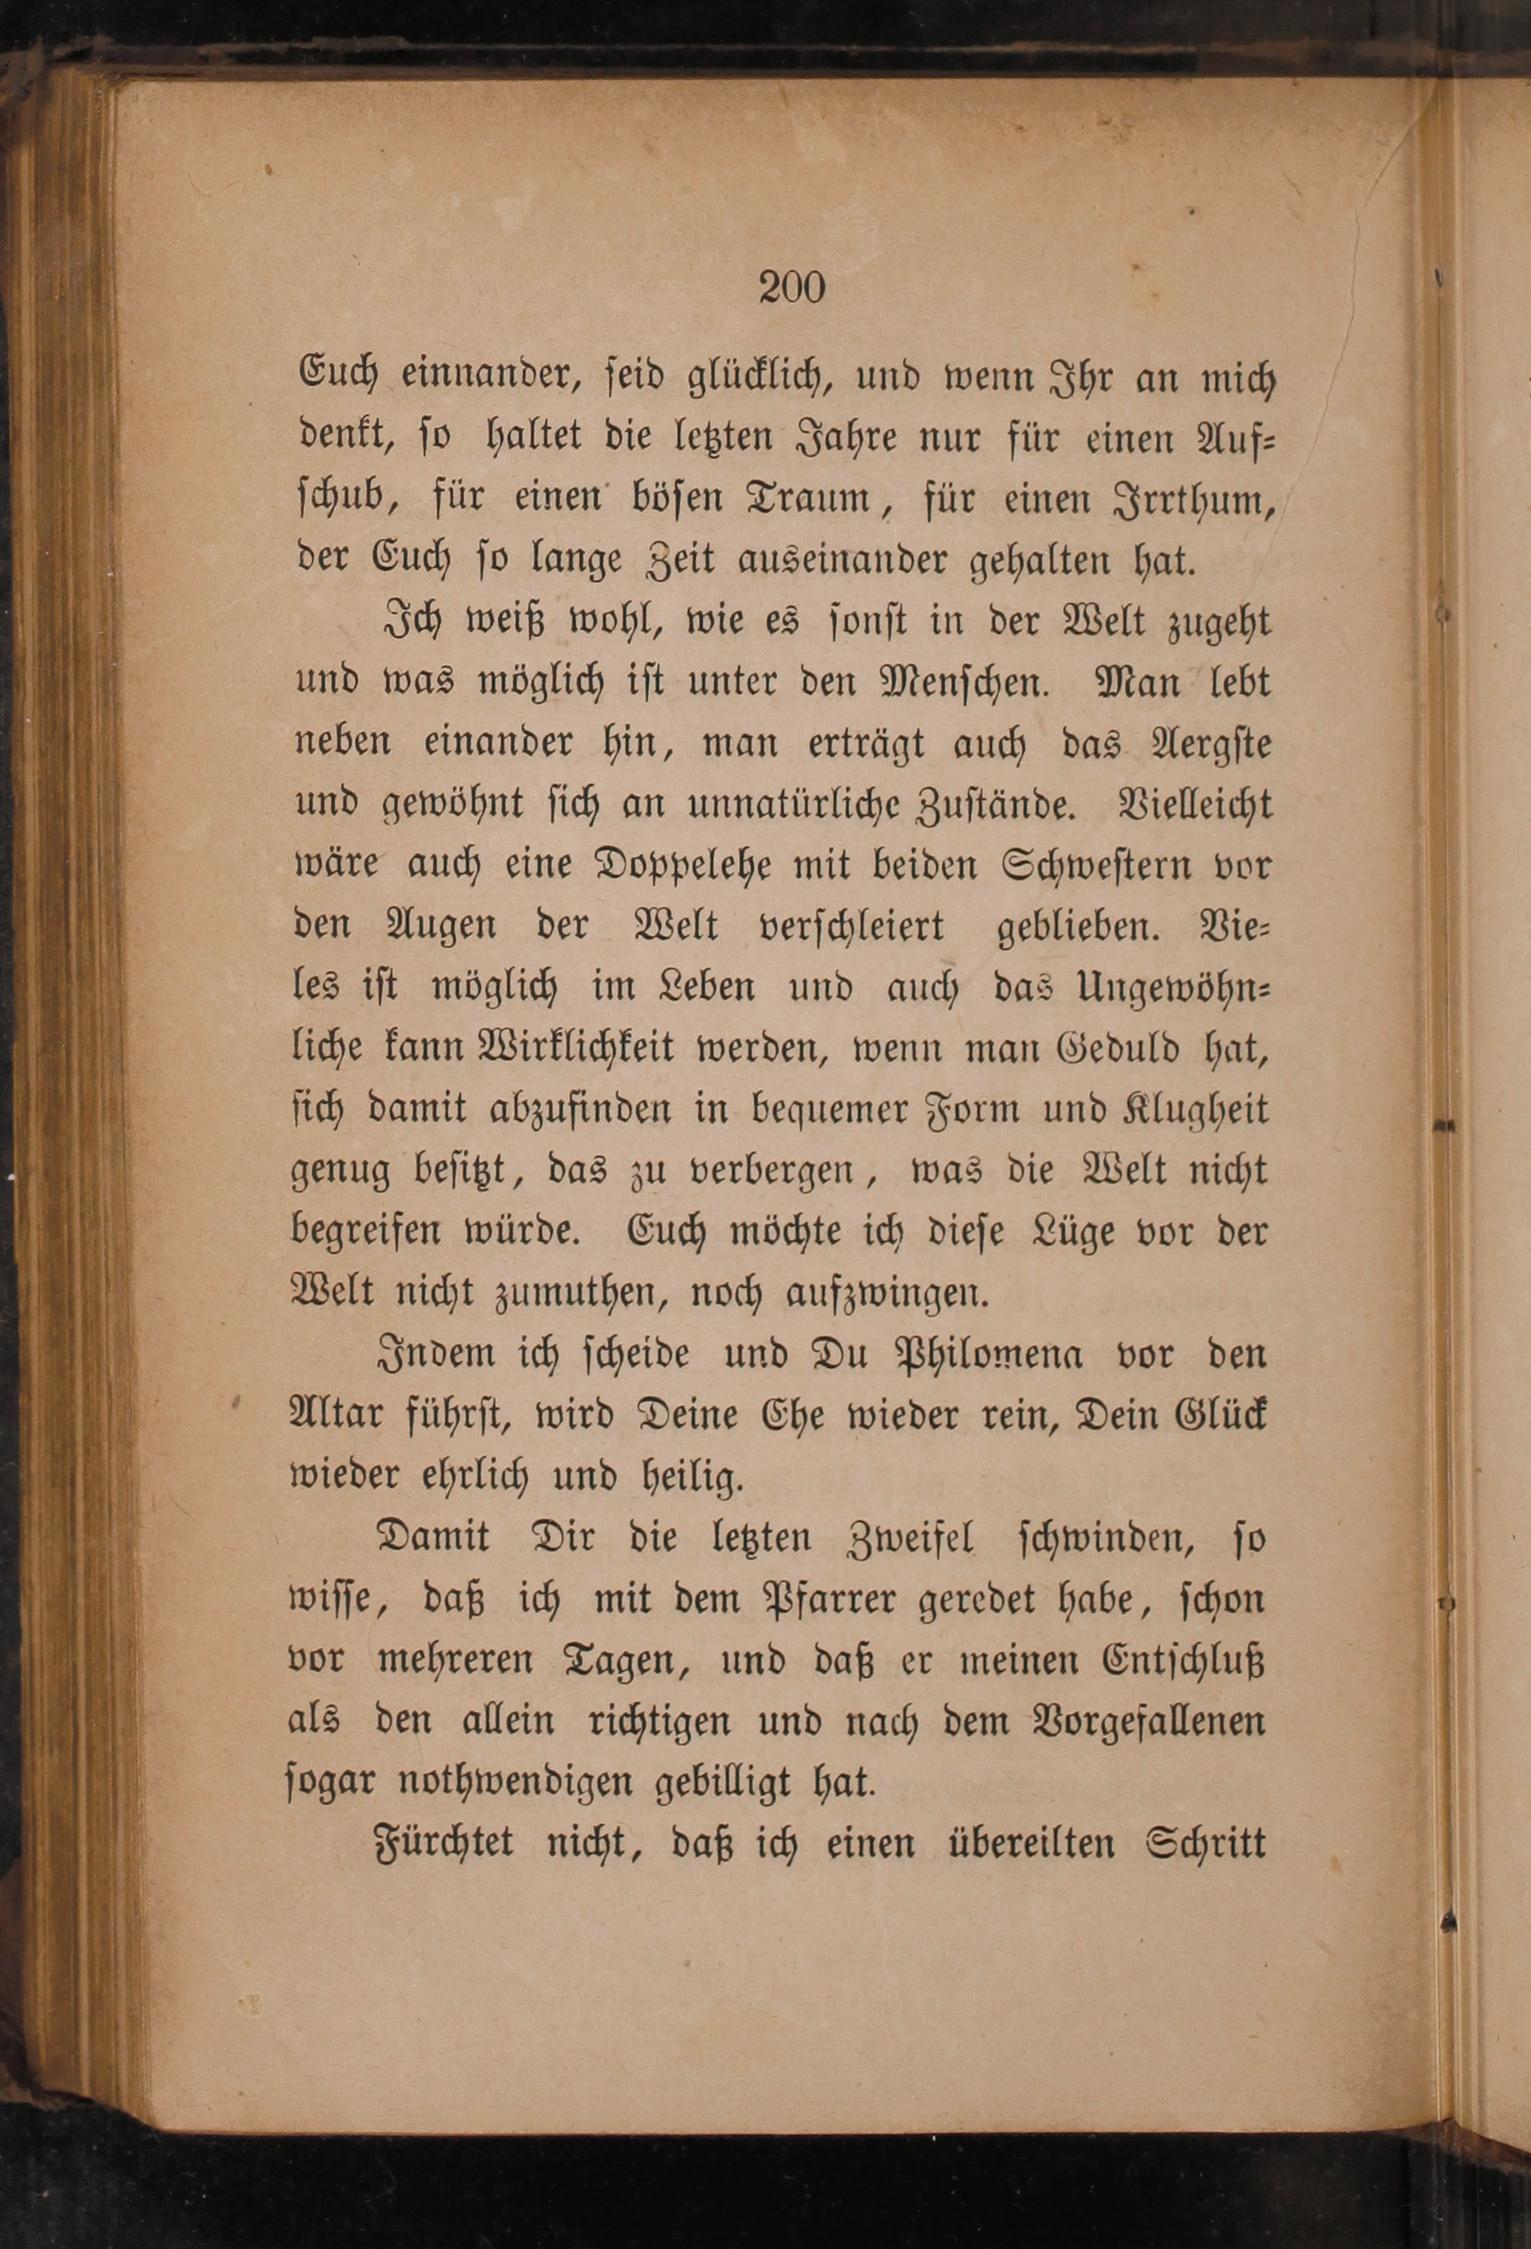 200
Euch einnander, ſeid glücklich, und wenn Ihr an mich
denkt, ſo haltet die letzten Jahre nur für einen Auf⸗
ſchub, für einen böſen Traum, für einen Irrthum,
der Euch ſo lange Zeit auseinander gehalten hat.
Ich weiß wohl, wie es ſonſt in der Welt zugeht
und was möglich iſt unter den Menſchen. Man lebt
neben einander hin, man erträgt auch das Aergſte
und gewöhnt ſich an unnatürliche Zuſtände. Vielleicht
wäre auch eine Doppelehe mit beiden Schweſtern vor
den Augen der Welt verſchleiert geblieben. Vie⸗
les iſt möglich im Leben und auch das Ungewöhn⸗
liche kann Wirklichkeit werden, wenn man Geduld hat,
ſich damit abzufinden in bequemer Form und Klugheit
genug beſitzt, das zu verbergen, was die Welt nicht
begreifen würde. Euch möchte ich dieſe Lüge vor der
Welt nicht zumuthen, noch aufzwingen.
Indem ich ſcheide und Du Philomena vor den
Altar führſt, wird Deine Ehe wieder rein, Dein Glück
wieder ehrlich und heilig.
Damit Dir die letzten Zweifel ſchwinden, ſo
wiſſe, daß ich mit dem Pfarrer geredet habe, ſchon
vor mehreren Tagen, und daß er meinen Entſchluß
als den allein richtigen und nach dem Vorgefallenen
ſogar nothwendigen gebilligt hat.
Fürchtet nicht, daß ich einen übereilten Schritt